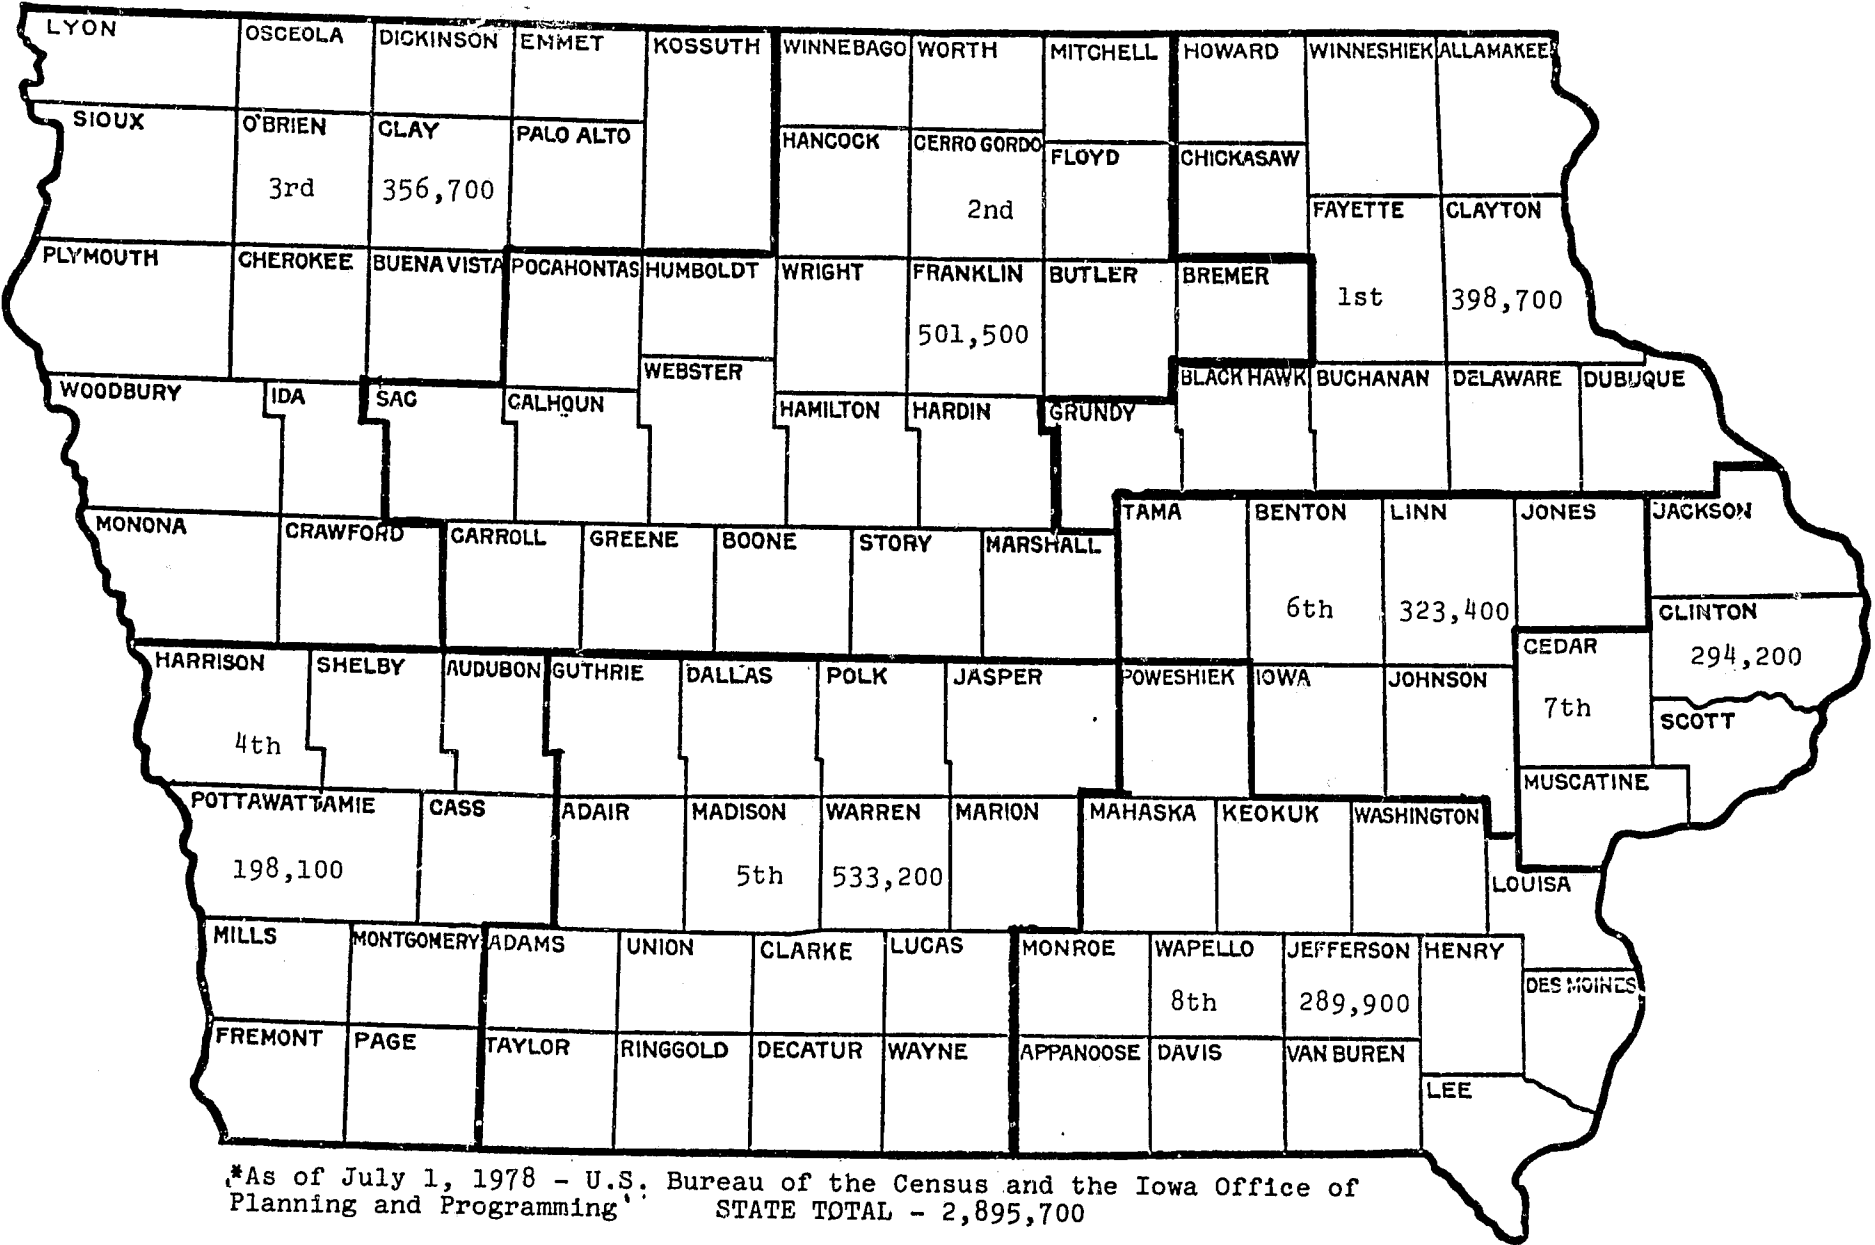 LYON OSCEOLA DICKINSON EMMET KOSSUTH WINNEBAGO WORTH MITCHELL HOWARD WINNESHIEK ALLAMAKEE
SIOUX O'BRIEN CLAY PALO ALTO HANCOCK CERRO GORDO FLOYD CHICKASAW
3rd 356,700 2nd FAYETTE CLAYTON
PLYMOUTH CHEROKEE BUENA VISTA POCAHONTAS HUMBOLDT WRIGHT FRANKLIN BUTLER BREMER
1st 398,700
501,500
WOODBURY IDA SAC CALHOUN WEBSTER HAMILTON HARDIN GRUNDY BLACK HAWK BUCHANAN DELAWARE DUBUQUE
MONONA CRAWFORD CARROLL GREENE BOONE STORY MARSHALL TAMA BENTON LINN JONES JACKSON
6th 323,400 CLINTON
HARRISON SHELBY AUDUBON GUTHRIE DALLAS POLK JASPER POWESHIEK IOWA JOHNSON CEDAR 294,200
4th 7th SCOTT
POTTAWATTAMIE CASS ADAIR MADISON WARREN MARION MAHASKA KEOKUK WASHINGTON MUSCATINE
198,100 5th 533,200 LOUISA
MILLS MONTGOMERY ADAMS UNION CLARKE LUCAS MONROE WAPELLO JEFFERSON HENRY
8th 289,900 DES MOINES
FREMONT PAGE TAYLOR RINGGOLD DECATUR WAYNE APPANOOSE DAVIS VAN BUREN
LEE
*As of July 1, 1978 - U.S. Bureau of the Census and the Iowa Office of
Planning and Programming STATE TOTAL - 2,895,700